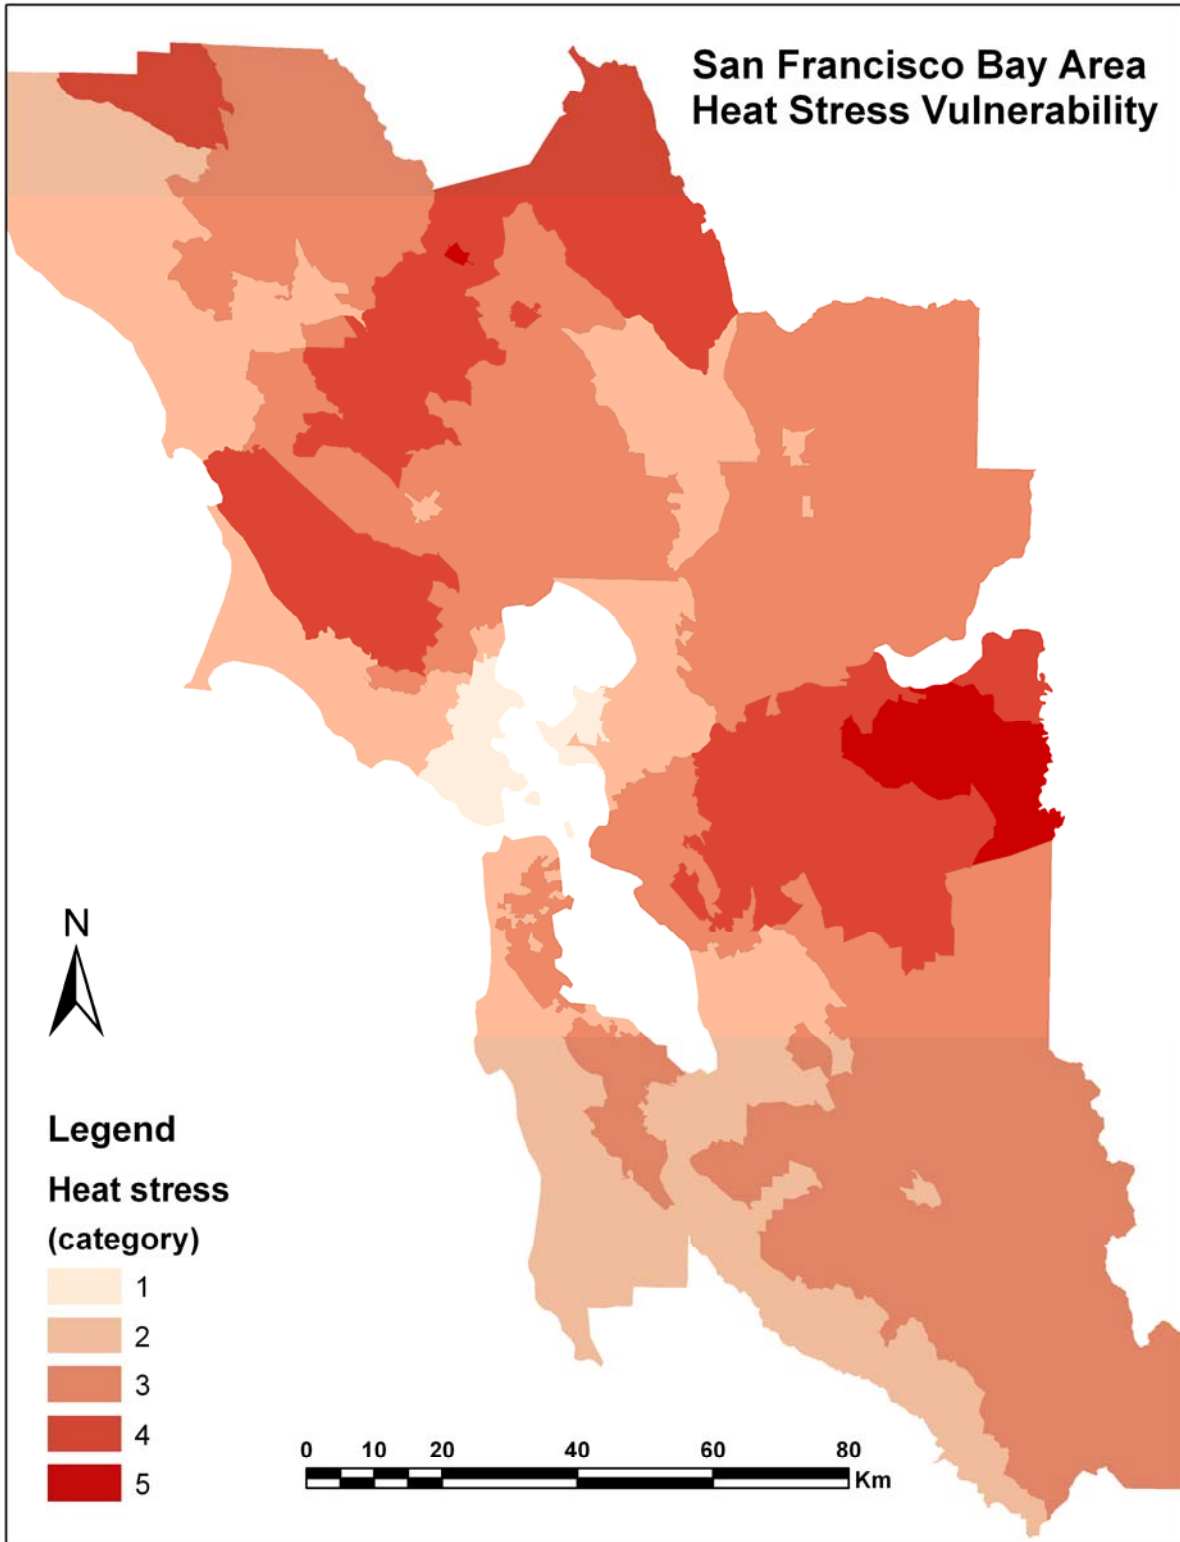 San Francisco Bay Area
Heat Stress Vulnerability
N
Legend
Heat stress
(category)
1
2
3
4
5
0 10 20 40 60 80
Km